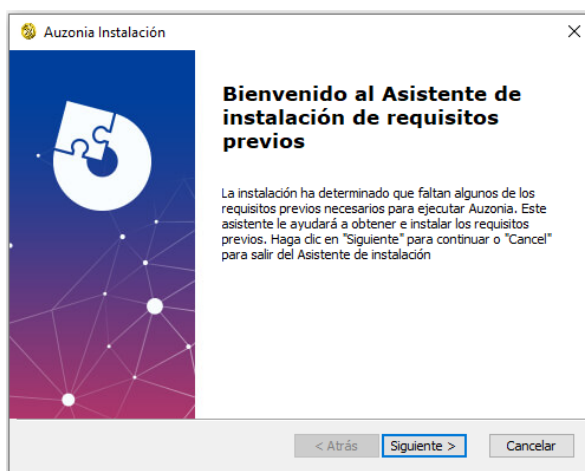 Auzonia Instalación
Bienvenido al Asistente de
instalación de requisitos
previos
La instalación ha determinado que faltan algunos de los
requisitos previos necesarios para ejecutar Auzonia. Este
asistente le ayudará a obtener e instalar los requisitos
previos. Haga clic en "Siguiente" para continuar o "Cancel"
para salir del Asistente de instalación
< Atrás
Siguiente >
Cancelar